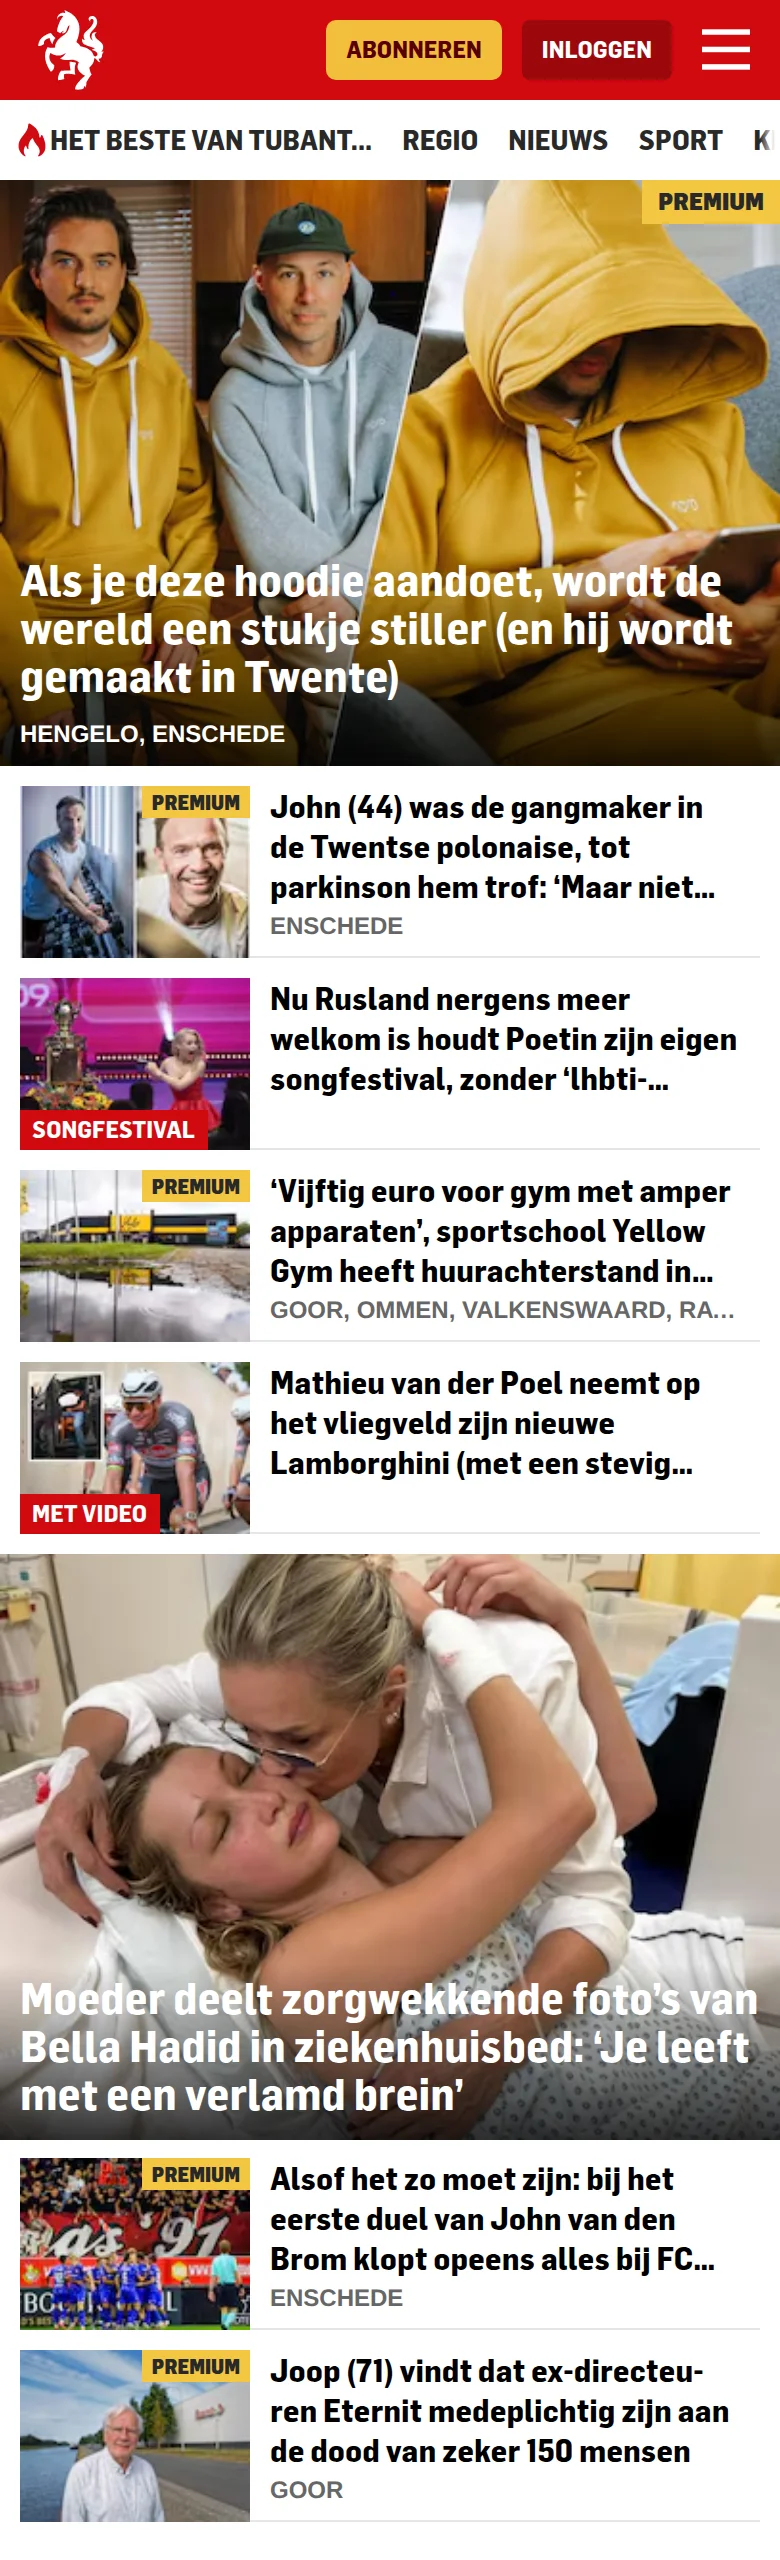 ABONNEREN
INLOGGEN
HET BESTE VAN TUBANT...
REGIO
NIEUWS
SPORT
PREMIUM
Als je deze hoodie aandoet, wordt de
wereld een stukje stiller (en hij wordt
gemaakt in Twente)
HENGELO, ENSCHEDE
PREMIUM
John (44) was de gangmaker in
de Twentse polonaise, tot
parkinson hem trof: ‘Maar niet...
ENSCHEDE
09
SONGFESTIVAL
Nu Rusland nergens meer
welkom is houdt Poetin zijn eigen
songfestival, zonder ‘lhbti-...
PREMIUM
‘Vijftig euro voor gym met amper
apparaten’, sportschool Yellow
Gym heeft huurachterstand in...
GOOR, OMMEN, VALKENSWAARD, RA...
MET VIDEO
Mathieu van der Poel neemt op
het vliegveld zijn nieuwe
Lamborghini (met een stevig...
Moeder deelt zorgwekkende foto’s van
Bella Hadid in ziekenhuisbed: ‘Je leeft
met een verlamd brein’
PREMIUM
as '91
Alsof het zo moet zijn: bij het
eerste duel van John van den
Brom klopt opeens alles bij FC...
ENSCHEDE
PREMIUM
Joop (71) vindt dat ex-directeu-
ren Eternit medeplichtig zijn aan
de dood van zeker 150 mensen
GOOR